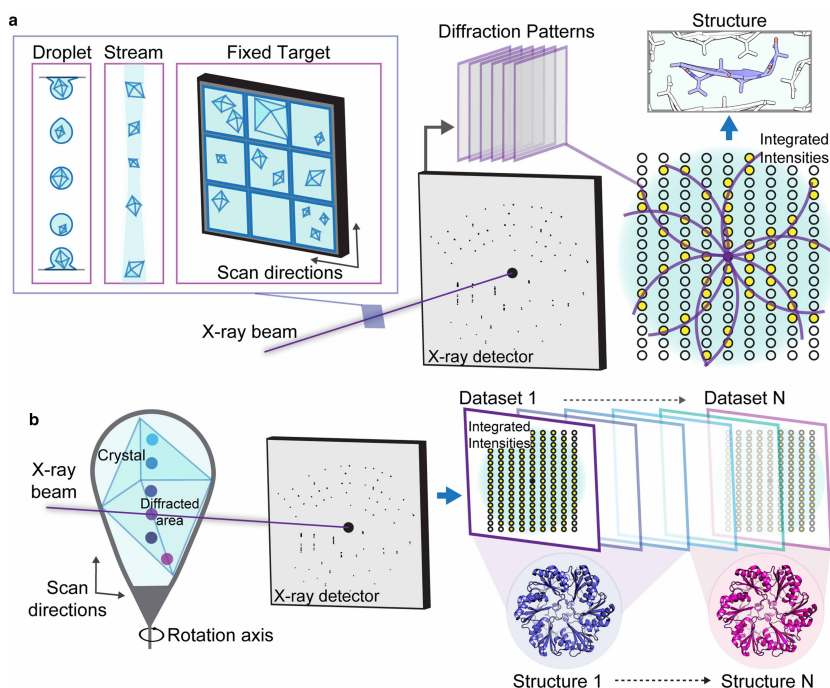 a
Droplet
Stream
Fixed Target
Scan directions
X-ray beam
Diffraction Patterns
X-ray detector
Structure
Integrated
Intensities
b
X-ray
beam
Crystal
Diffracted
area
Scan
directions
Rotation axis
X-ray detector
Dataset 1
Dataset N
Integrated
Intensities
Structure 1
Structure N